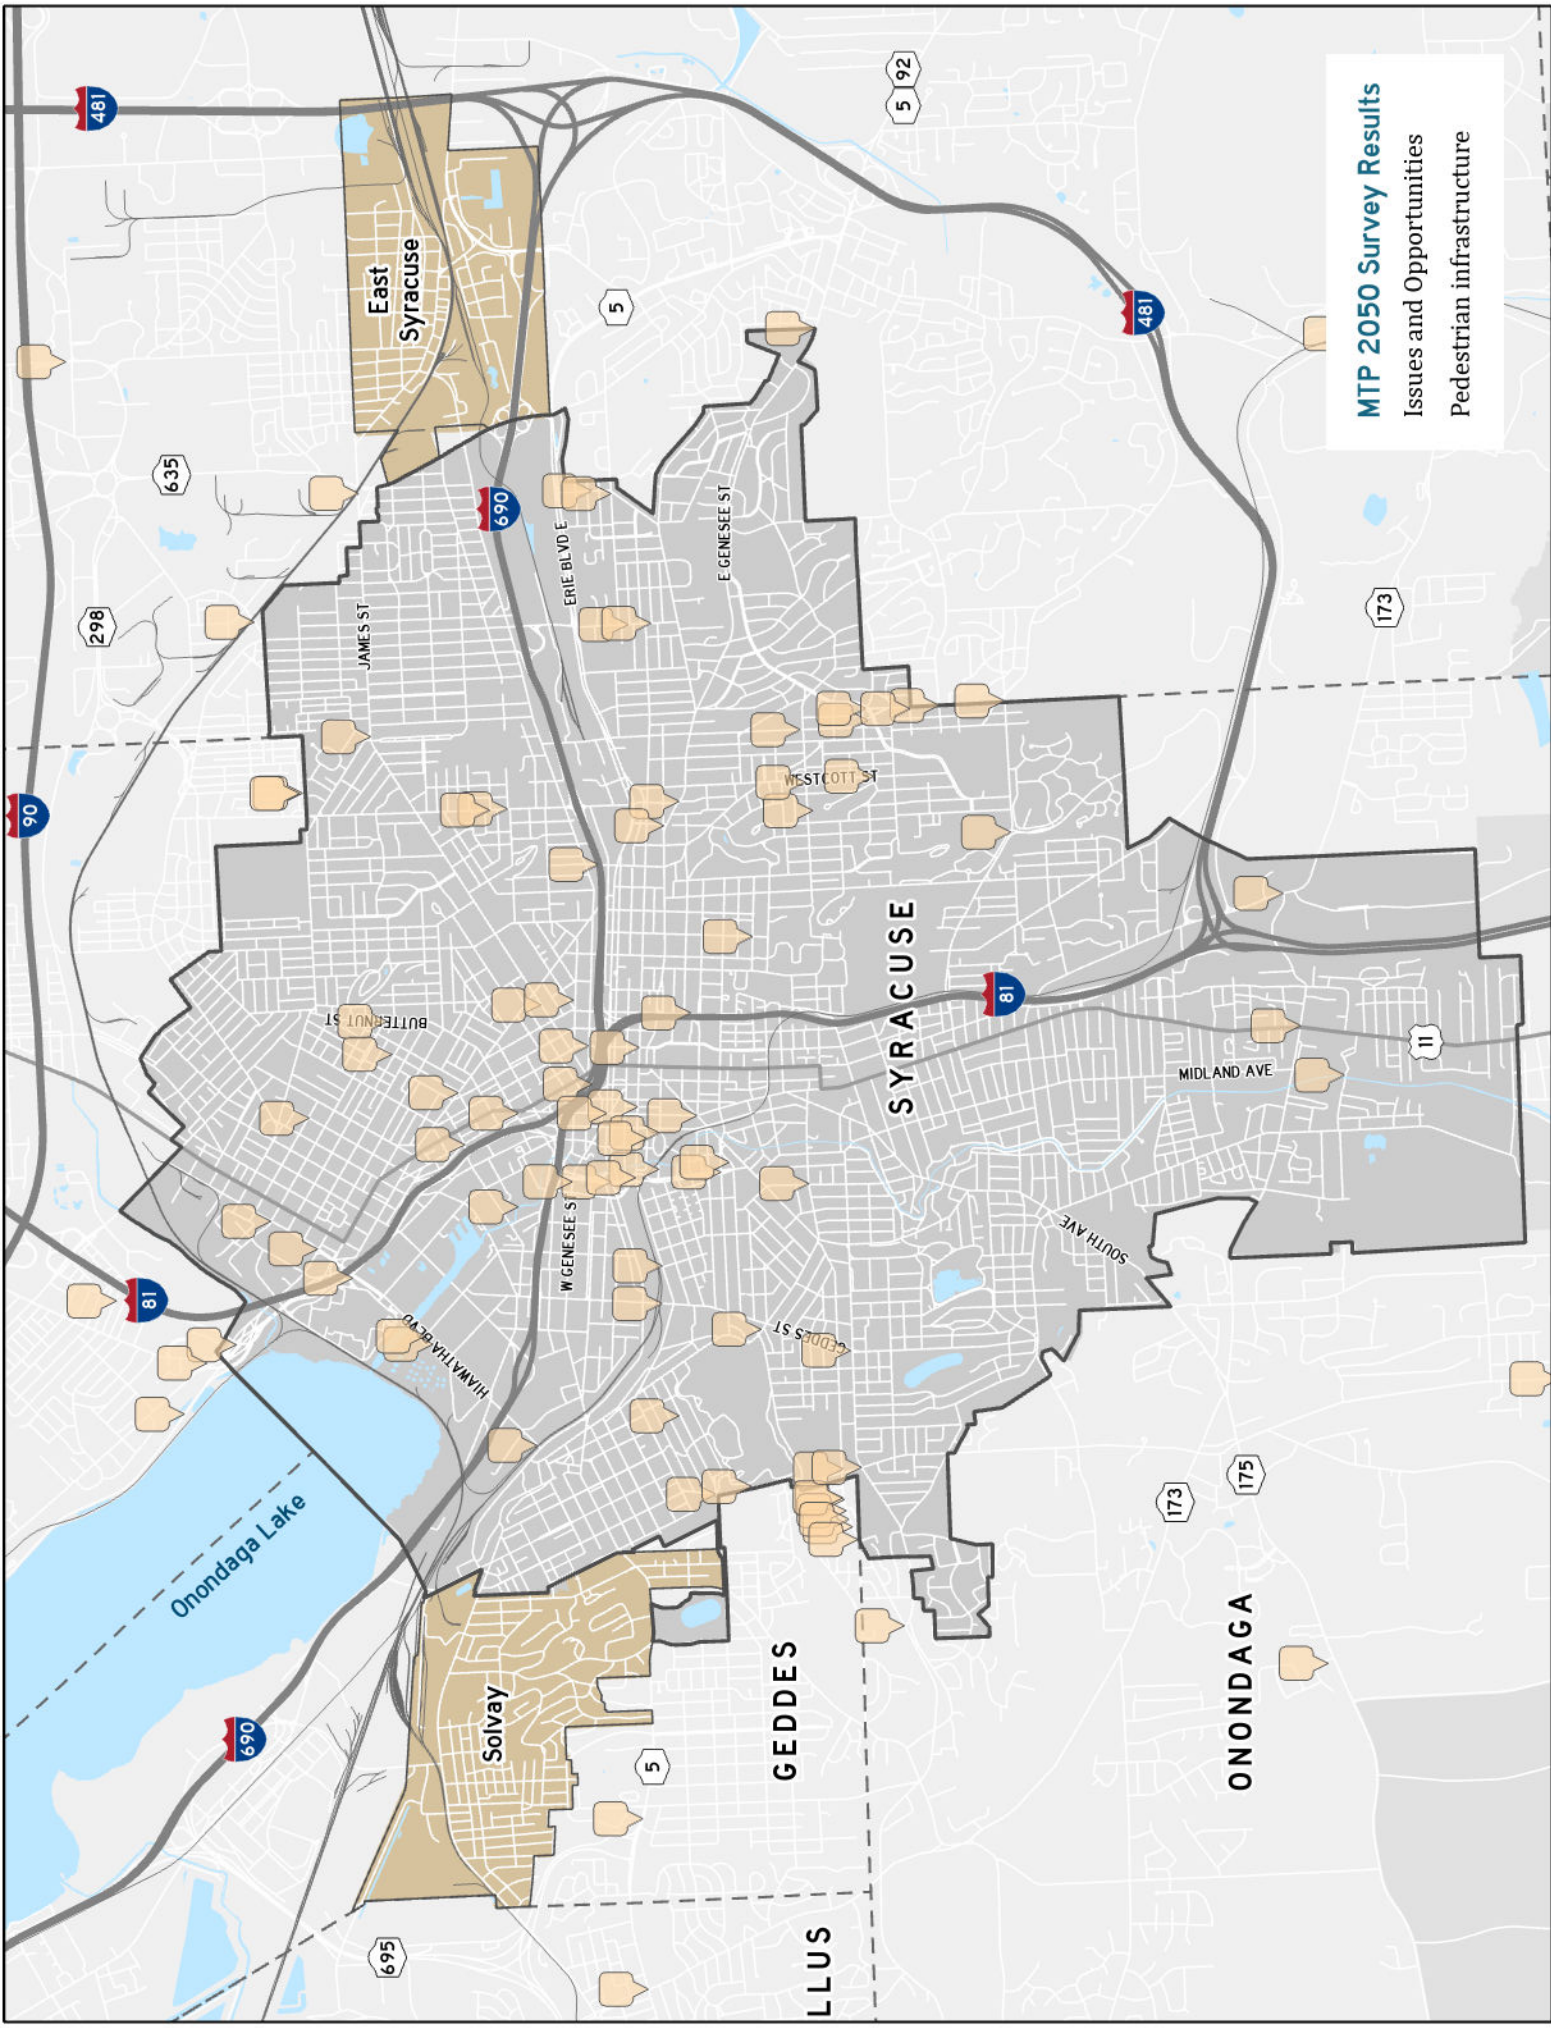 90
481
298
81
635
Onondaga Lake
690
695
BUTTERNUT ST
JAMES ST
East
Syracuse
HIAWATHA BLVD
Solvay
690
W GENESEE ST
ERIE BLVD E
5
5
E GENESEE ST
GEDDES
GEDDES ST
LLUS
WESTCOTT ST
SYRACUSE
5 92
81
SOUTH AVE
481
173
MIDLAND AVE
ONONDAGA
175
173
11
MTP 2050 Survey Results
Issues and Opportunities
Pedestrian infrastructure